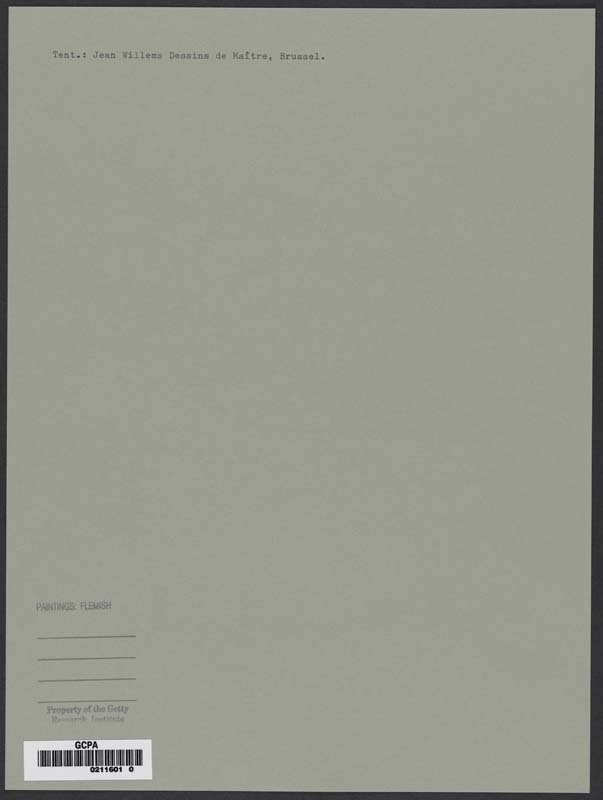 Tent.: Jean Willems Dessins de Maître, Brussel.
PAINTINGS: FLEMISH
Property of the Getty
Research Institute
GCPA
0211601 0